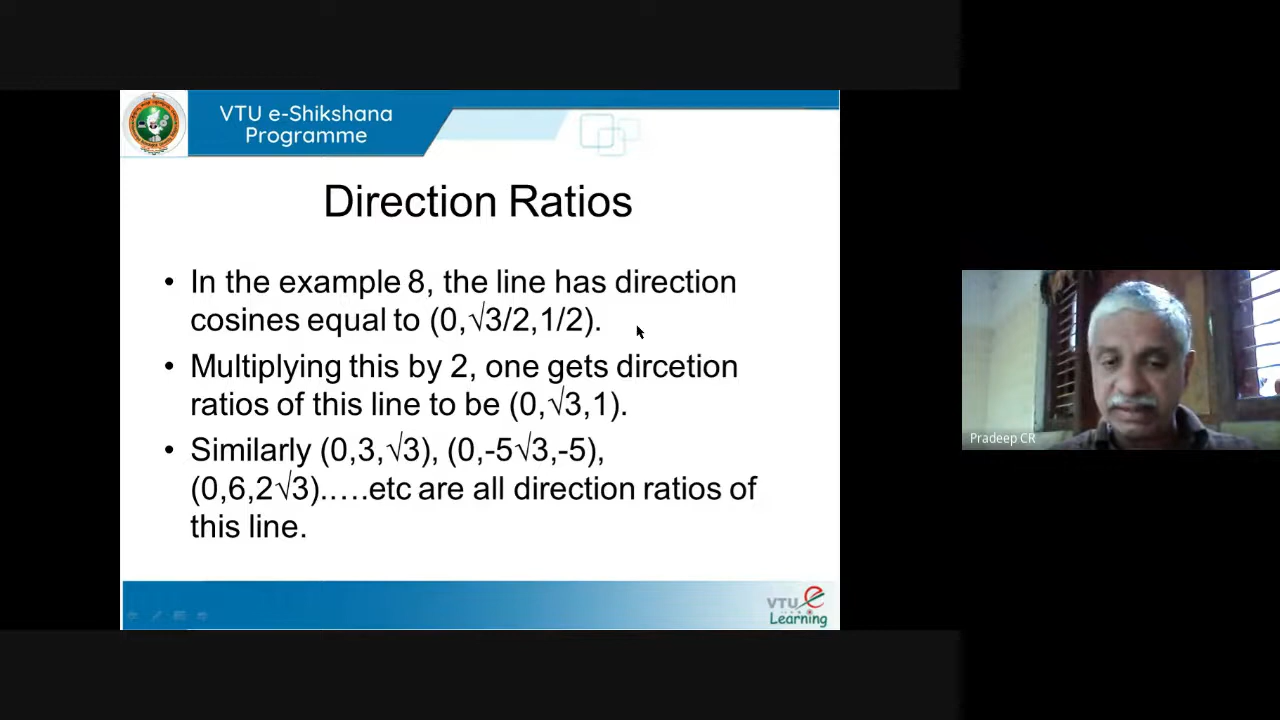 VTU e-Shikshana
Programme
Direction Ratios
• In the example 8, the line has direction
cosines equal to (0,√3/2,1/2).
• Multiplying this by 2, one gets dircetion
ratios of this line to be (0,√3,1).
• Similarly (0,3,√3), (0,-5√3,-5),
(0,6,2√3)…..etc are all direction ratios of
this line.
VTU e
Learning
Pradeep CR